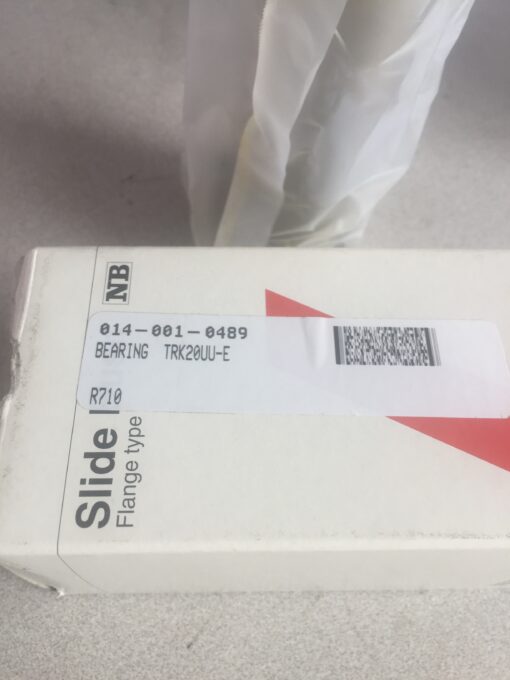 NB
014-001-0489
BEARING TRK20UU-E
R710
Slide
Flange type